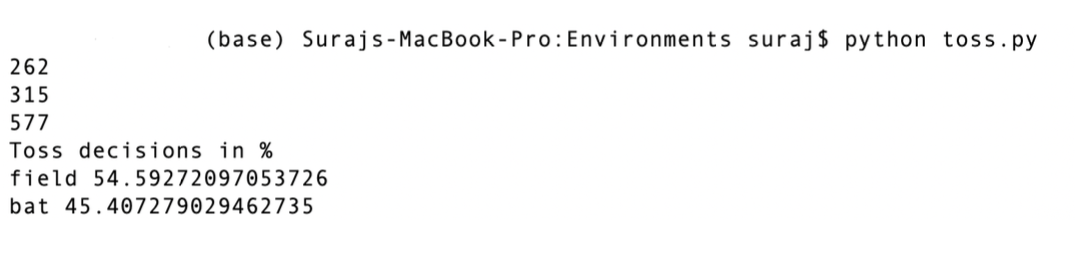 (base) Surajs-MacBook-Pro:Environments suraj$ python toss.py
262
315
577
Toss decisions in %
field 54.59272097053726
bat 45.407279029462735